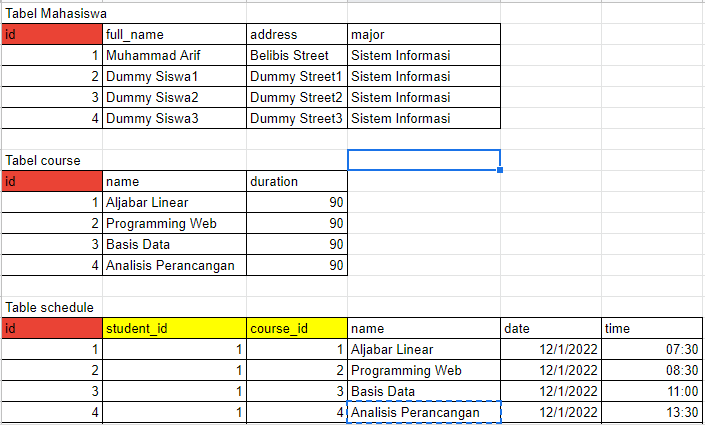 Tabel Mahasiswa
id full_name address major
1 Muhammad Arif Belibis Street Sistem Informasi
2 Dummy Siswa1 Dummy Street1 Sistem Informasi
3 Dummy Siswa2 Dummy Street2 Sistem Informasi
4 Dummy Siswa3 Dummy Street3 Sistem Informasi
Tabel course
id name duration
1 Aljabar Linear 90
2 Programming Web 90
3 Basis Data 90
4 Analisis Perancangan 90
Table schedule
id student_id course_id name date time
1 1 1 Aljabar Linear 12/1/2022 07:30
2 1 2 Programming Web 12/1/2022 08:30
3 1 3 Basis Data 12/1/2022 11:00
4 1 4 Analisis Perancangan 12/1/2022 13:30